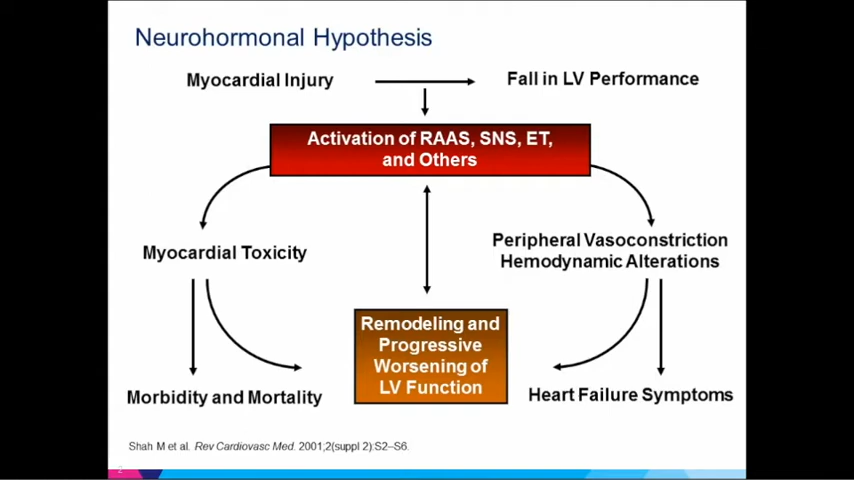 Neurohormonal Hypothesis
Myocardial Injury
Fall in LV Performance
Activation of RAAS, SNS, ET,
and Others
Myocardial Toxicity
Peripheral Vasoconstriction
Hemodynamic Alterations
Remodeling and
Progressive
Worsening of
LV Function
Morbidity and Mortality
Heart Failure Symptoms
Shah M et al. Rev Cardiovasc Med. 2001;2(suppl 2):S2–S6.
2